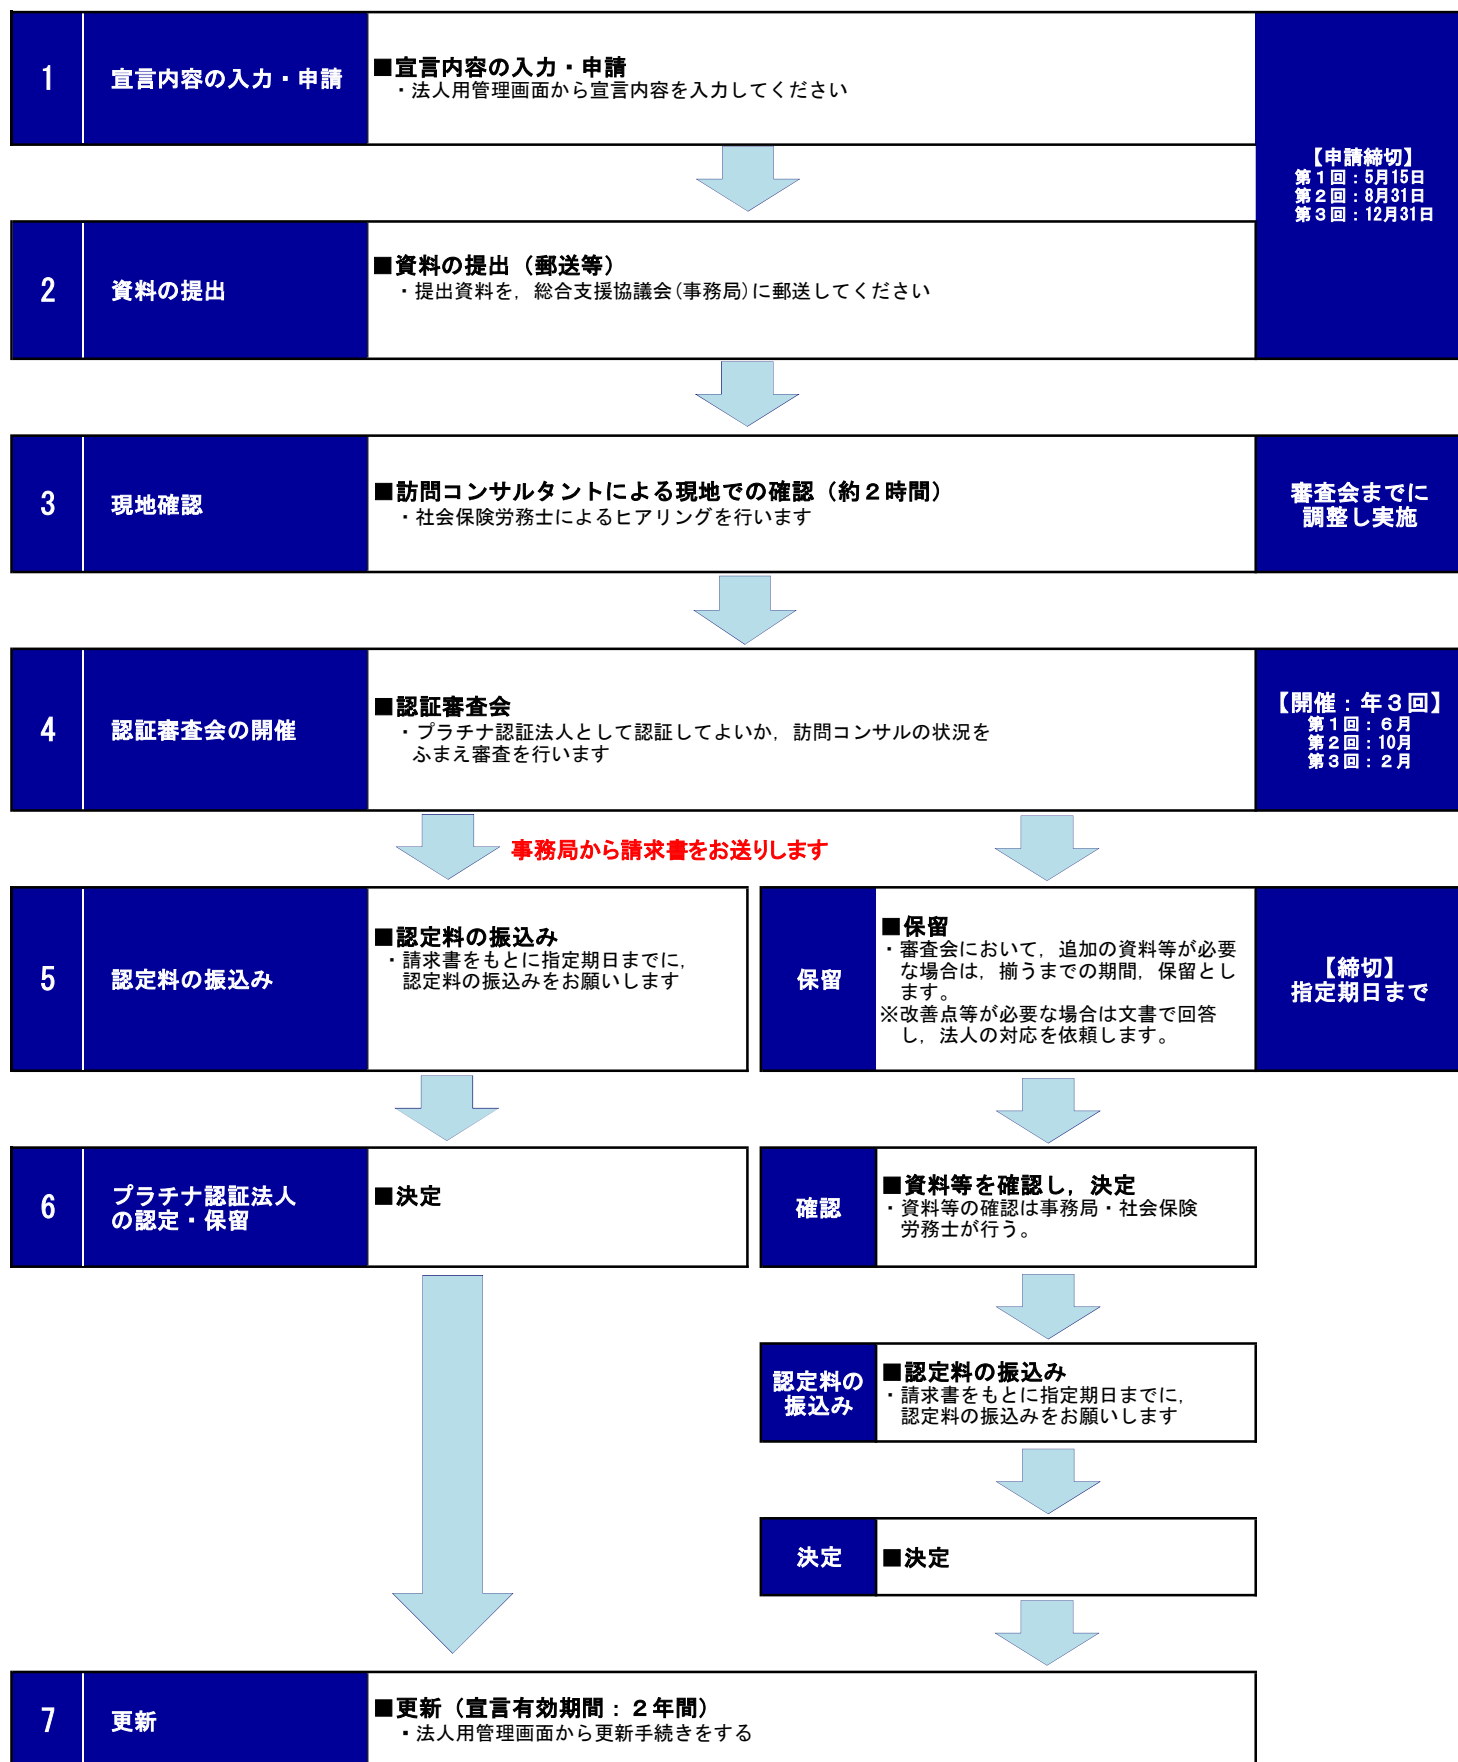 1
宣言内容の入力・申請
■宣言内容の入力・申請
・法人用管理画面から宣言内容を入力してください
【申請締切】
第１回：5月15日
第２回：8月31日
第３回：12月31日
2
資料の提出
■資料の提出（郵送等）
・提出資料を，総合支援協議会(事務局)に郵送してください
3
現地確認
■訪問コンサルタントによる現地での確認（約２時間）
・社会保険労務士によるヒアリングを行います
審査会までに
調整し実施
4
認証審査会の開催
■認証審査会
・プラチナ認証法人として認証してよいか，訪問コンサルの状況を
ふまえ審査を行います
【開催：年３回】
第１回：６月
第２回：10月
第３回：２月
事務局から請求書をお送りします
5
認定料の振込み
■認定料の振込み
・請求書をもとに指定期日までに，
認定料の振込みをお願いします
保留
■保留
・審査会において，追加の資料等が必要
な場合は，揃うまでの期間，保留とし
ます。
※改善点等が必要な場合は文書で回答
し，法人の対応を依頼します。
【締切】
指定期日まで
6
プラチナ認証法人
の認定・保留
■決定
確認
■資料等を確認し，決定
・資料等の確認は事務局・社会保険
労務士が行う。
認定料の
振込み
■認定料の振込み
・請求書をもとに指定期日までに，
認定料の振込みをお願いします
決定
■決定
7
更新
■更新（宣言有効期間：２年間）
・法人用管理画面から更新手続きをする